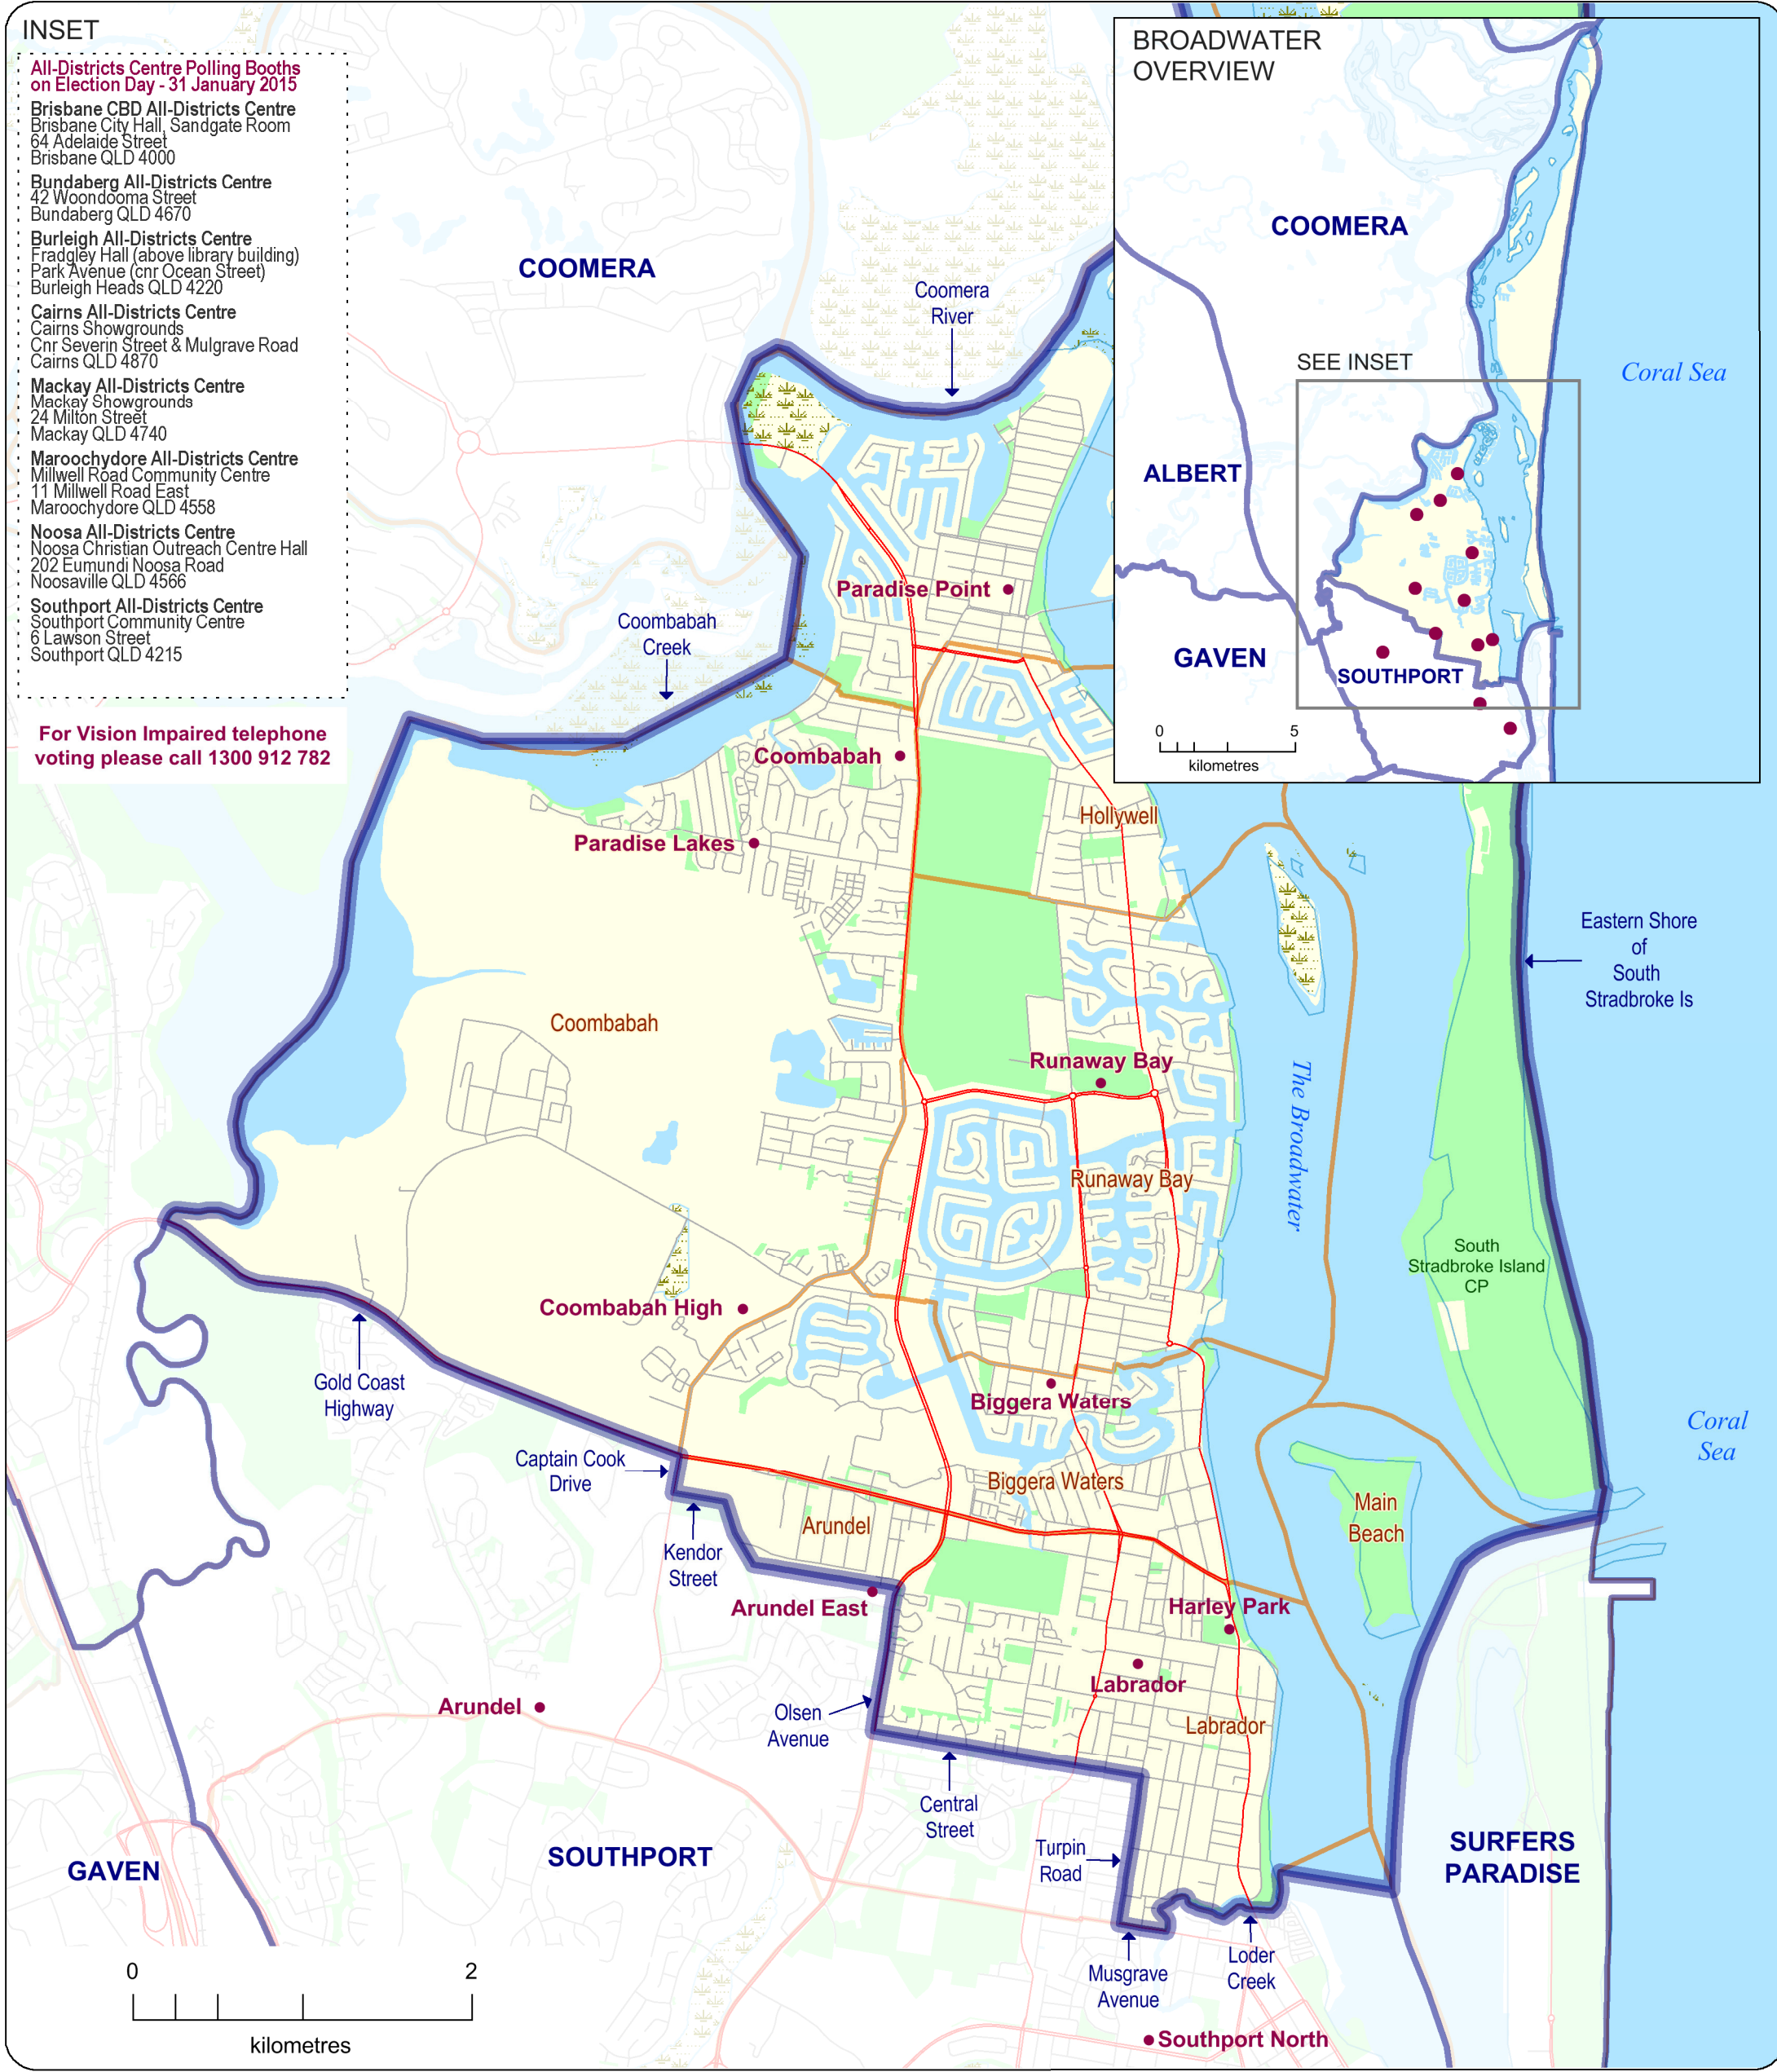 INSET
All-Districts Centre Polling Booths
on Election Day - 31 January 2015
Brisbane CBD All-Districts Centre
Brisbane City Hall, Sandgate Room
64 Adelaide Street
Brisbane QLD 4000
Bundaberg All-Districts Centre
42 Woondooma Street
Bundaberg QLD 4670
Burleigh All-Districts Centre
Fradgley Hall (above library building)
Park Avenue (cnr Ocean Street)
Burleigh Heads QLD 4220
Cairns All-Districts Centre
Cairns Showgrounds
Cnr Severin Street & Mulgrave Road
Cairns QLD 4870
Mackay All-Districts Centre
Mackay Showgrounds
24 Milton Street
Mackay QLD 4740
Maroochydore All-Districts Centre
Millwell Road Community Centre
11 Millwell Road East
Maroochydore QLD 4558
Noosa All-Districts Centre
Noosa Christian Outreach Centre Hall
202 Eumundi Noosa Road
Noosaville QLD 4566
Southport All-Districts Centre
Southport Community Centre
6 Lawson Street
Southport QLD 4215
For Vision Impaired telephone
voting please call 1300 912 782
BROADWATER
OVERVIEW
COOMERA
Coral Sea
SEE INSET
ALBERT
GAVEN
SOUTHPORT
0 5
kilometres
COOMERA
Coomera
River
Paradise Point
Coombabah
Creek
Coombabah
Hollywell
Paradise Lakes
Eastern Shore
of
South
Stradbroke Is
Coombabah
Runaway Bay
The Broadwater
Runaway Bay
South
Stradbroke Island
CP
Coombabah High
Gold Coast
Highway
Biggera Waters
Coral
Sea
Captain Cook
Drive
Biggera Waters
Main
Beach
Arundel
Kendor
Street
Arundel East
Harley Park
Labrador
Arundel
Olsen
Avenue
Labrador
Central
Street
Turpin
Road
SURFERS
PARADISE
SOUTHPORT
GAVEN
Loder
Creek
Musgrave
Avenue
0 2
kilometres
Southport North